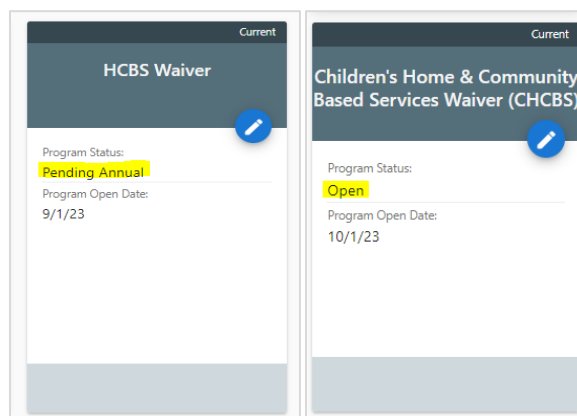 Current
HCBS Waiver
Program Status:
Pending Annual
Program Open Date:
9/1/23
Current
Children's Home & Community
Based Services Waiver (CHCBS)
Program Status:
Open
Program Open Date:
10/1/23